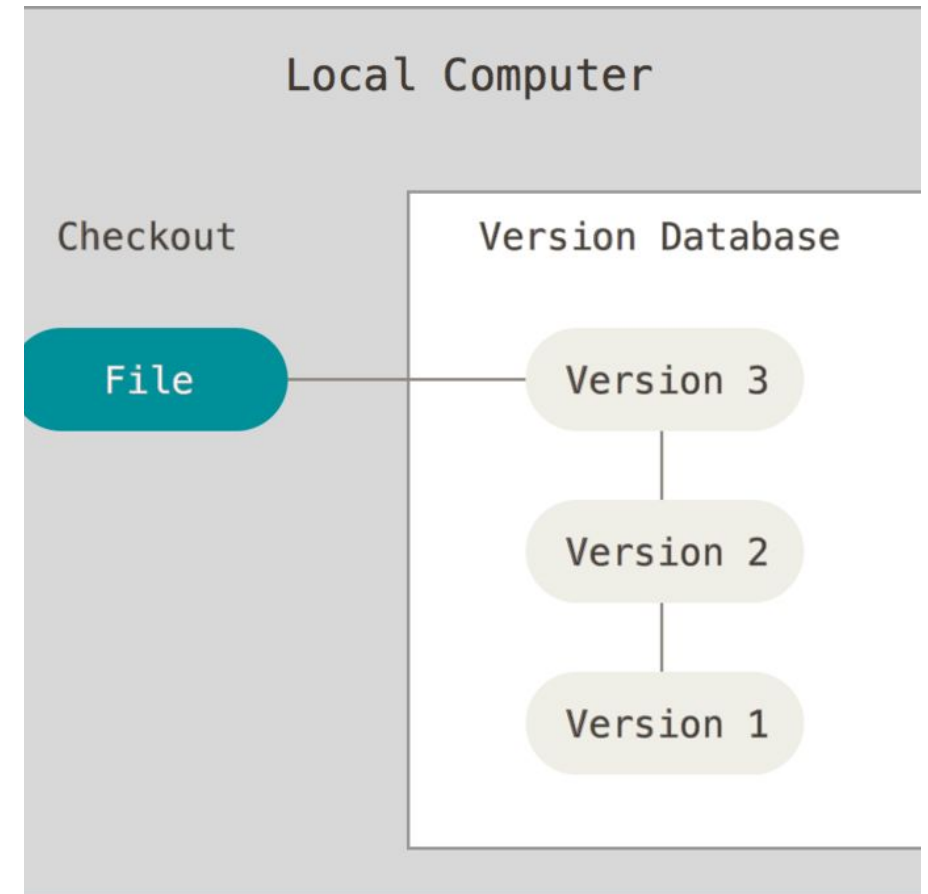 Local Computer
Checkout
Version Database
File
Version 3
Version 2
Version 1